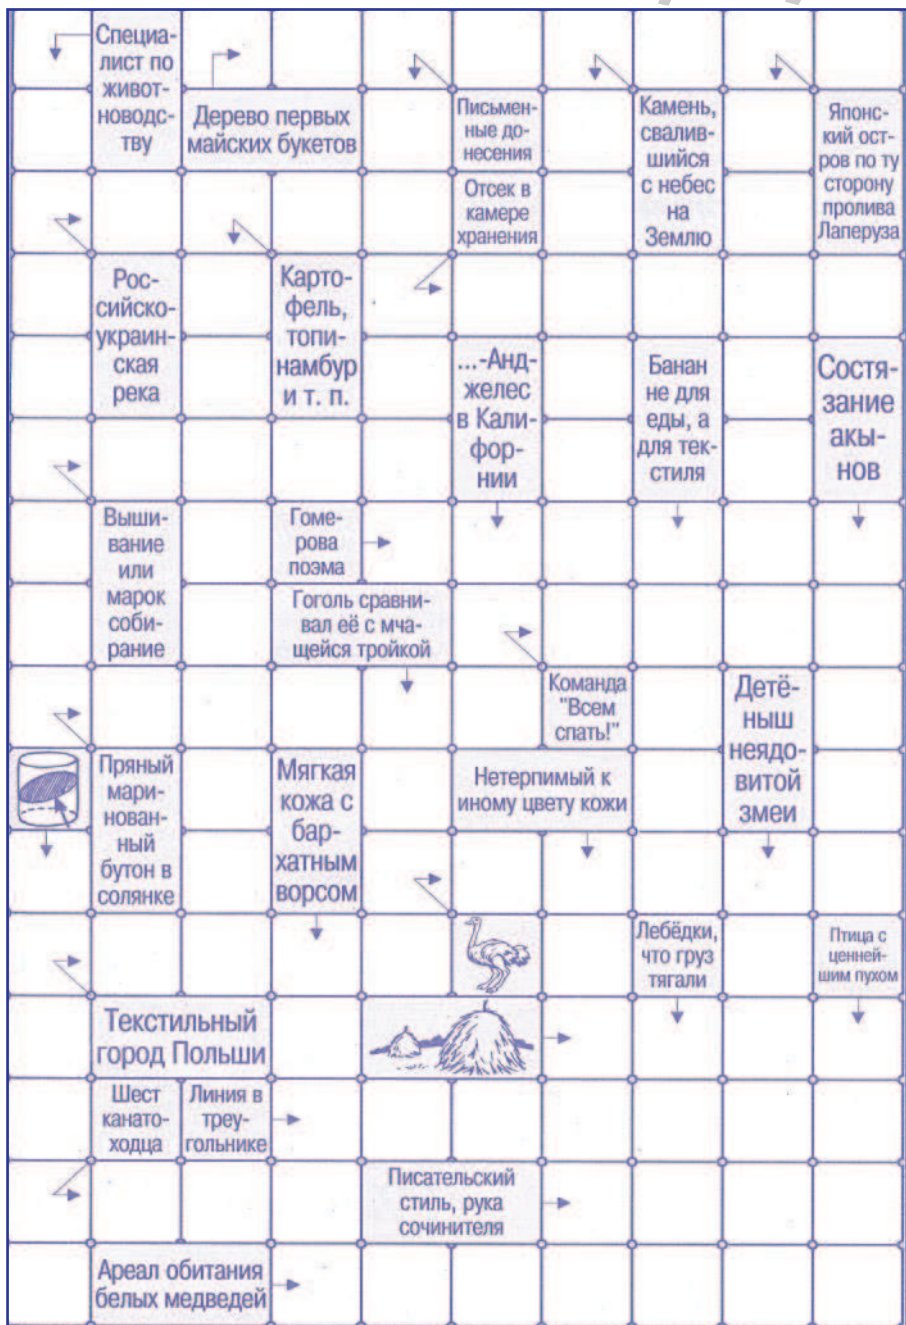 Специа-
лист по
живот-
новодс-
тву
Дерево первых
майских букетов
Письмен-
ные до-
несения
Камень,
свалив-
шийся
с небес
на
Землю
Японс-
кий ост-
ров по ту
сторону
пролива
Лаперуза
Отсек в
камере
хранения
Рос-
сийско-
украин-
ская
река
Карто-
фель,
топи-
намбур
и т. п.
...-Анд-
желес
в Кали-
фор-
нии
Банан
не для
еды, а
для тек-
стиля
Состя-
зание
акы-
нов
Выши-
вание
или
марок
соби-
рание
Гоме-
рова
поэма
Гоголь сравни-
вал её с мча-
щейся тройкой
Команда
"Всем
спать!"
Детё-
ныш
неядо-
витой
змеи
Пряный
мари-
нован-
ный
бутон в
солянке
Мягкая
кожа с
бар-
хатным
ворсом
Нетерпимый к
иному цвету кожи
Лебёдки,
что груз
тягали
Птица с
ценней-
шим пухом
Текстильный
город Польши
Шест
канато-
ходца
Линия в
треу-
гольнике
Писательский
стиль, рука
сочинителя
Ареал обитания
белых медведей